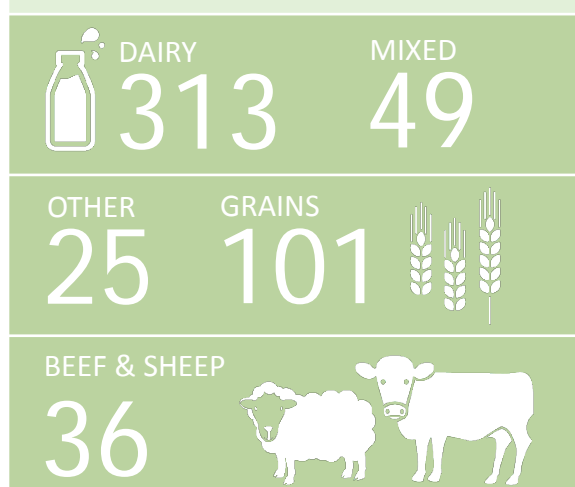 DAIRY MIXED
313 49
OTHER GRAINS
25 101
BEEF & SHEEP
36